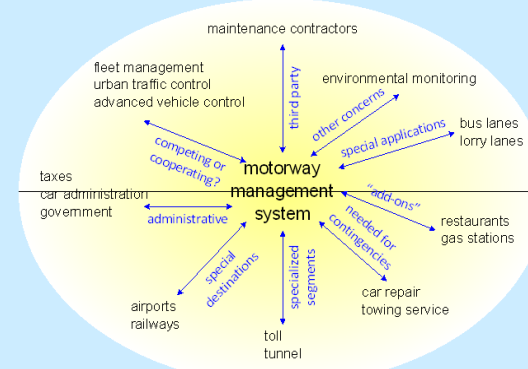 maintenance contractors
fleet management
urban traffic control
advanced vehicle control
environmental monitoring
third party
other concerns
special applications
bus lanes
lorry lanes
competing or
cooperating?
motorway
management
system
taxes
car administration
government
administrative
"add-ons"
restaurants
gas stations
needed for
contingencies
special
destinations
specialized
segments
airports
railways
car repair
towing service
toll
tunnel